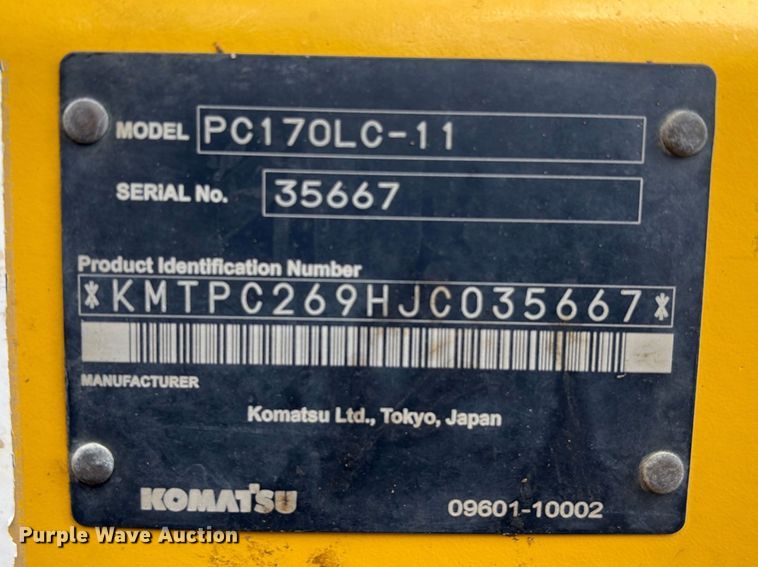 MODEL PC170LC-11
SERIAL No. 35667
Product Identification Number
*KMTPC269HJC035667*
MANUFACTURER
Komatsu Ltd., Tokyo, Japan
KOMATSU 09601-10002
Purple Wave Auction